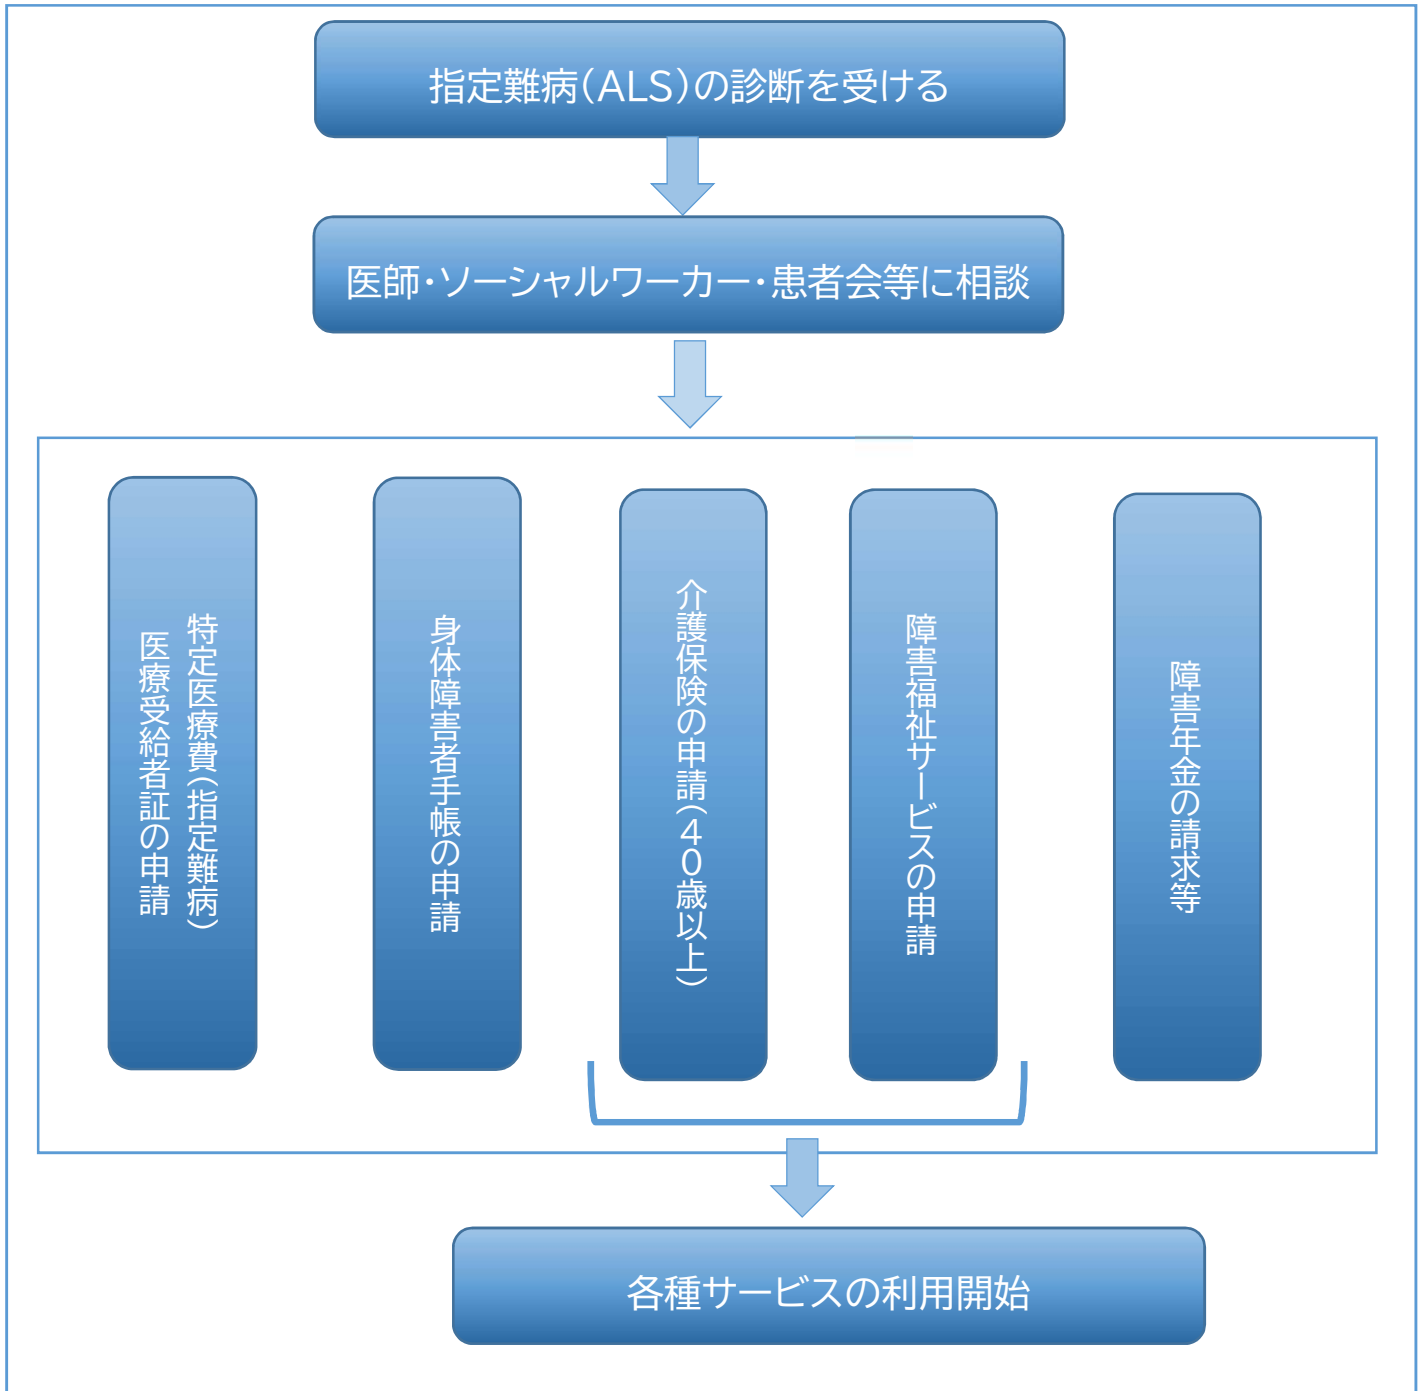 指定難病（ALS）の診断を受ける
医師・ソーシャルワーカー・患者会等に相談
特定医療費（指定難病）
医療受給者証の申請
身体障害者手帳の申請
介護保険の申請（４０歳以上）
障害福祉サービスの申請
障害年金の請求等
各種サービスの利用開始